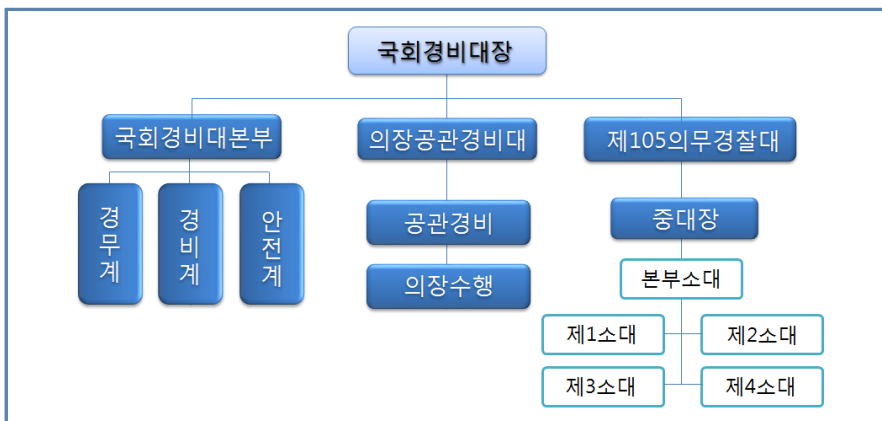 국회경비대장
국회경비대본부
의장공관경비대
제105의무경찰대
경무계
경비계
안전계
공관경비
의장수행
중대장
본부소대
제1소대
제2소대
제3소대
제4소대